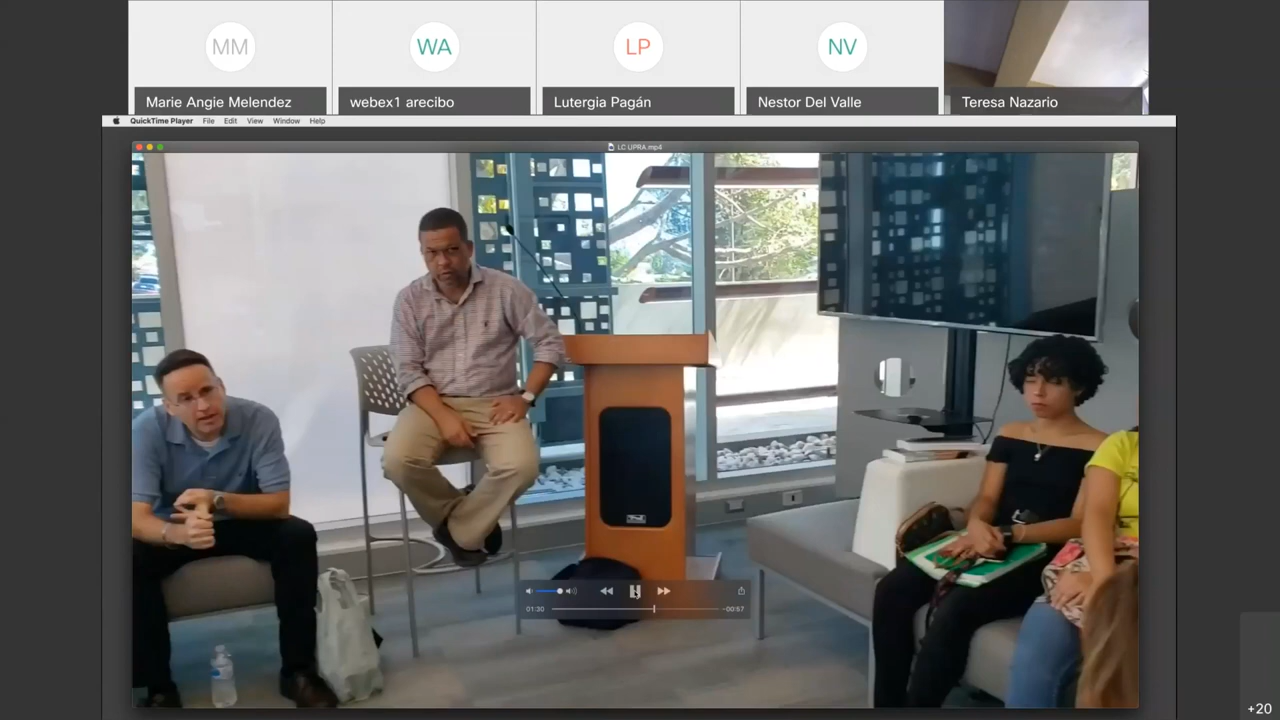 MM
WA
LP
NV
Marie Angie Melendez
webex1 arecibo
Lutergia Pagán
Nestor Del Valle
Teresa Nazario
QuickTime Player File Edit View Window Help
LC UPRA.mp4
01:30
-00:57
+20